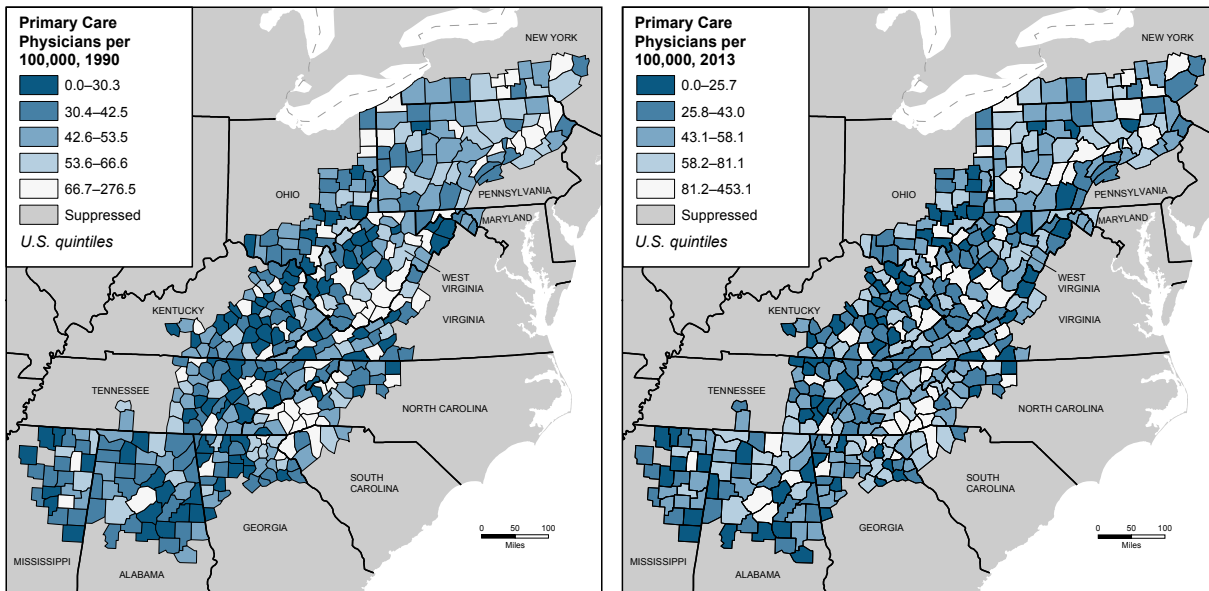 Primary Care
Physicians per
100,000, 1990
0.0–30.3
30.4–42.5
42.6–53.5
53.6–66.6
66.7–276.5
Suppressed
U.S. quintiles
NEW YORK
OHIO
PENNSYLVANIA
MARYLAND
WEST
VIRGINIA
KENTUCKY
VIRGINIA
TENNESSEE
NORTH CAROLINA
SOUTH
CAROLINA
GEORGIA
MISSISSIPPI
ALABAMA
0 50 100
Miles
Primary Care
Physicians per
100,000, 2013
0.0–25.7
25.8–43.0
43.1–58.1
58.2–81.1
81.2–453.1
Suppressed
U.S. quintiles
NEW YORK
OHIO
PENNSYLVANIA
MARYLAND
WEST
VIRGINIA
KENTUCKY
VIRGINIA
TENNESSEE
NORTH CAROLINA
SOUTH
CAROLINA
GEORGIA
MISSISSIPPI
ALABAMA
0 50 100
Miles